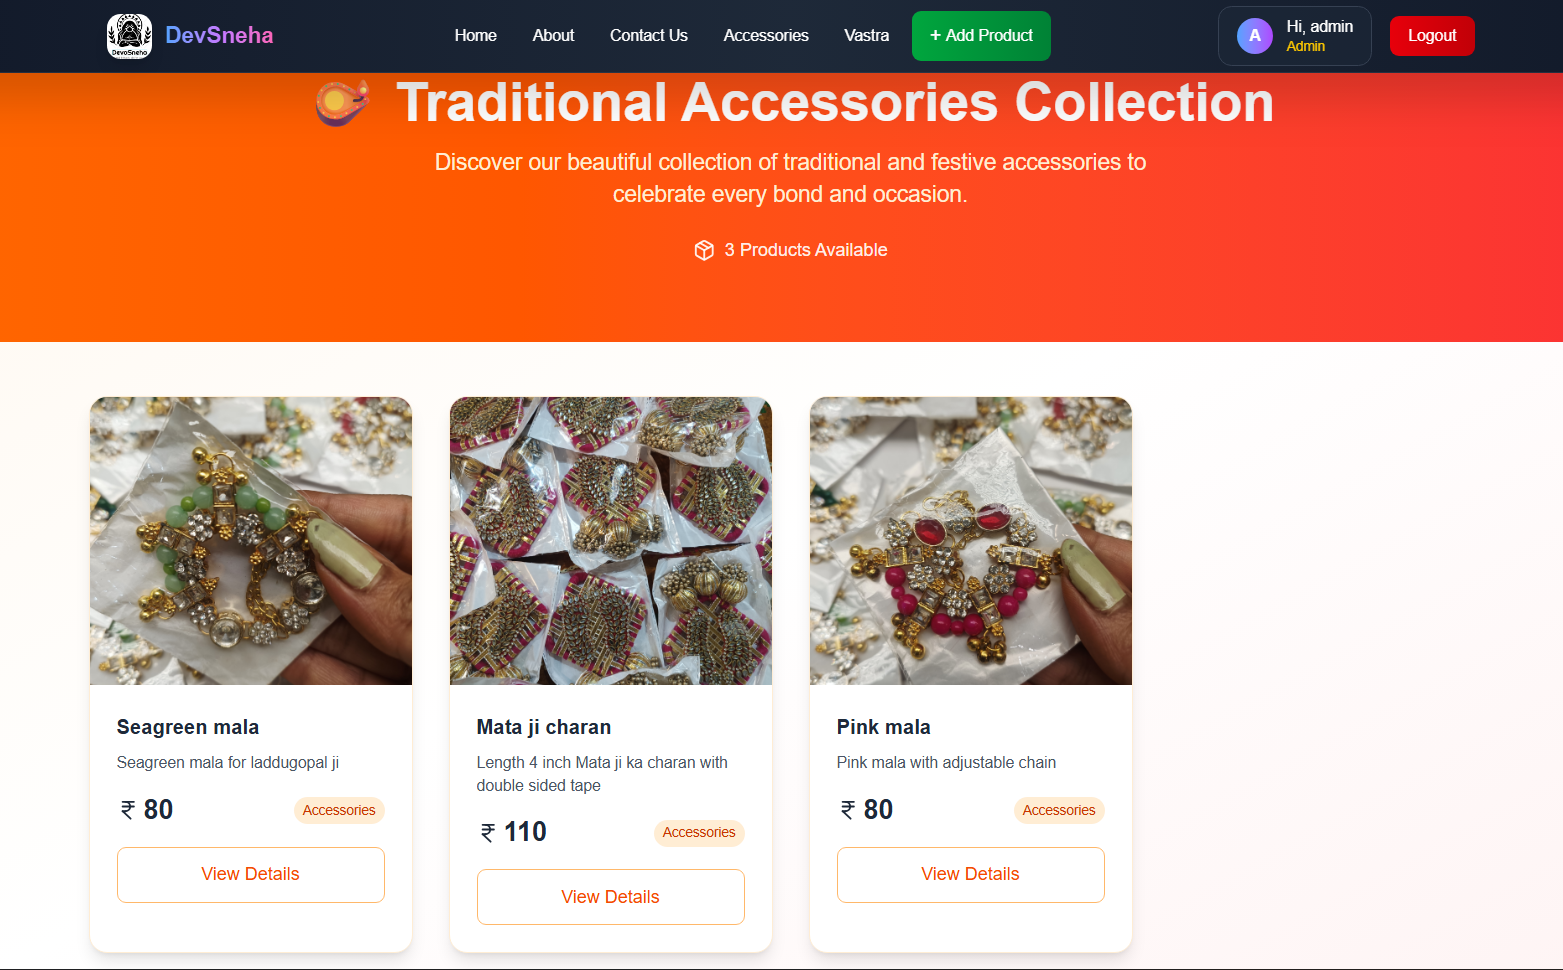 DevoSneha
DevSneha
Home
About
Contact Us
Accessories
Vastra
+ Add Product
A
Hi, admin
Admin
Logout
Traditional Accessories Collection
Discover our beautiful collection of traditional and festive accessories to
celebrate every bond and occasion.
3 Products Available
Seagreen mala
Seagreen mala for laddugopal ji
₹ 80
Accessories
View Details
Mata ji charan
Length 4 inch Mata ji ka charan with
double sided tape
₹ 110
Accessories
View Details
Pink mala
Pink mala with adjustable chain
₹ 80
Accessories
View Details